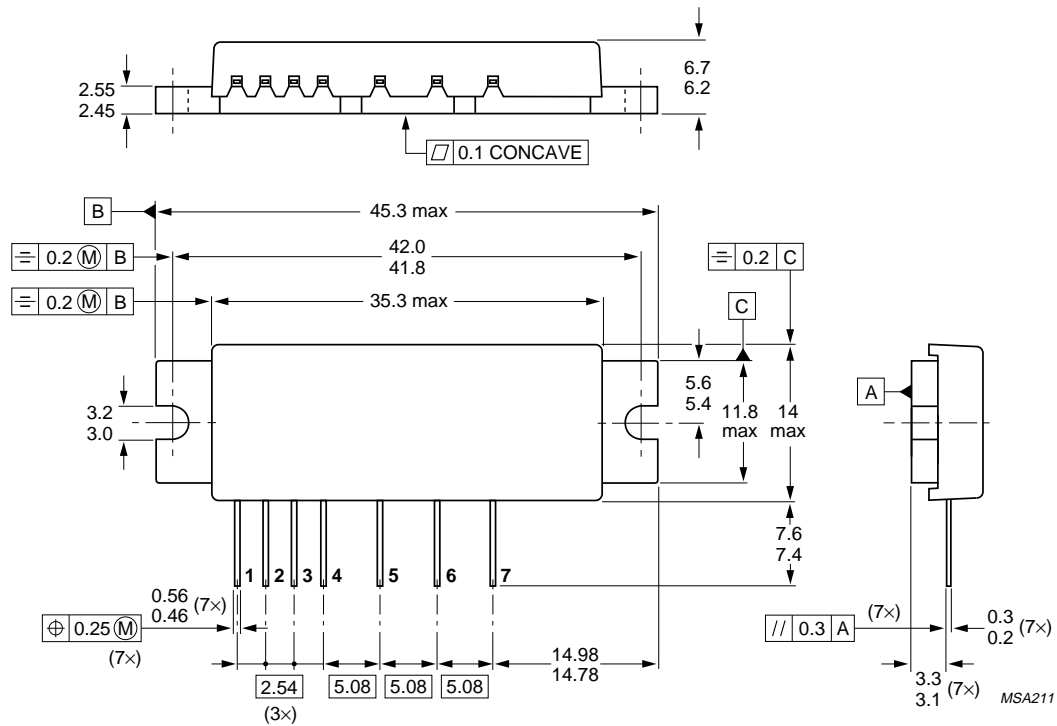 6.7
6.2
2.55
2.45
0.1 CONCAVE
B
45.3 max
0.2 M B
42.0
41.8
0.2 C
0.2 M B
35.3 max
C
5.6
5.4
A
3.2
3.0
11.8
max
14
max
7.6
7.4
1 2 3 4 5 6 7
0.56
0.46
(7×)
0.25 M
(7×)
(7×)
// 0.3 A
0.3
0.2
(7×)
14.98
14.78
2.54
5.08
5.08
5.08
(3×)
3.3
3.1
(7×)
MSA211